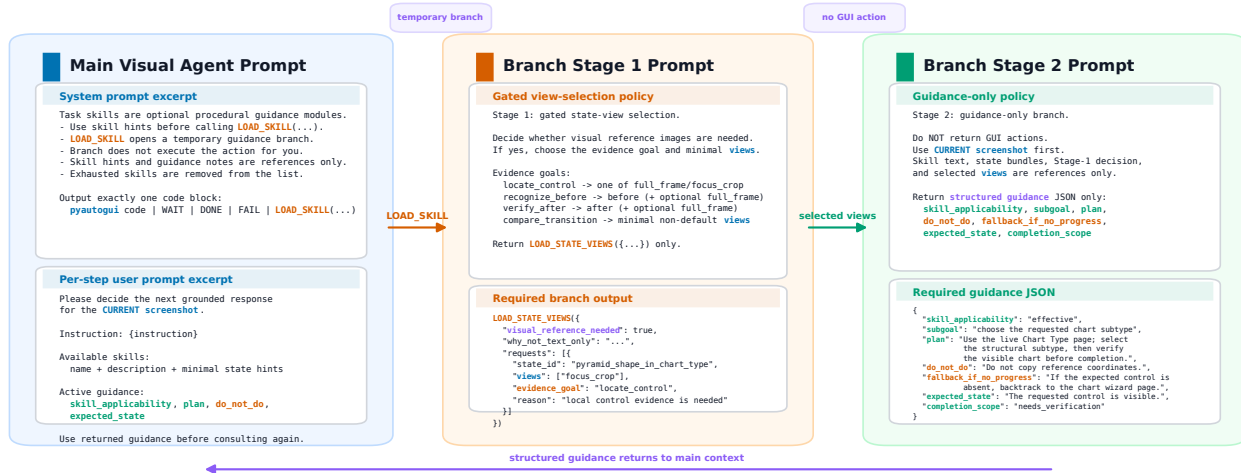 temporary branch
no GUI action
Main Visual Agent Prompt
System prompt excerpt
Task skills are optional procedural guidance modules.
- Use skill hints before calling LOAD_SKILL(...).
- LOAD_SKILL opens a temporary guidance branch.
- Branch does not execute the action for you.
- Skill hints and guidance notes are references only.
- Exhausted skills are removed from the list.
Output exactly one code block:
pyautogui code | WAIT | DONE | FAIL | LOAD_SKILL(...)
Per-step user prompt excerpt
Please decide the next grounded response
for the CURRENT screenshot.
Instruction: {instruction}
Available skills:
name + description + minimal state hints
Active guidance:
skill_applicability, plan, do_not_do,
expected_state
Use returned guidance before consulting again.
LOAD_SKILL
Branch Stage 1 Prompt
Gated view-selection policy
Stage 1: gated state-view selection.
Decide whether visual reference images are needed.
If yes, choose the evidence goal and minimal views.
Evidence goals:
locate_control -> one of full_frame/focus_crop
recognize_before -> before (+ optional full_frame)
verify_after -> after (+ optional full_frame)
compare_transition -> minimal non-default views
Return LOAD_STATE_VIEWS({...}) only.
Required branch output
LOAD_STATE_VIEWS({
"visual_reference_needed": true,
"why_not_text_only": "...",
"requests": [{
"state_id": "pyramid_shape_in_chart_type",
"views": ["focus_crop"],
"evidence_goal": "locate_control",
"reason": "local control evidence is needed"
}]
})
selected views
Branch Stage 2 Prompt
Guidance-only policy
Stage 2: guidance-only branch.
Do NOT return GUI actions.
Use CURRENT screenshot first.
Skill text, state bundles, Stage-1 decision,
and selected views are references only.
Return structured guidance JSON only:
skill_applicability, subgoal, plan,
do_not_do, fallback_if_no_progress,
expected_state, completion_scope
Required guidance JSON
{
"skill_applicability": "effective",
"subgoal": "choose the requested chart subtype",
"plan": "Use the live Chart Type page; select
the structural subtype, then verify
the visible chart before completion.",
"do_not_do": "Do not copy reference coordinates.",
"fallback_if_no_progress": "If the expected control is
absent, backtrack to the chart wizard page.",
"expected_state": "The requested control is visible.",
"completion_scope": "needs_verification"
}
structured guidance returns to main context